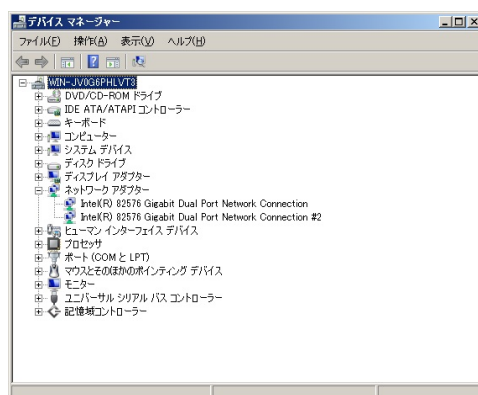 デバイス マネージャー
ファイル(F) 操作(A) 表示(V) ヘルプ(H)
WIN-JV0G6PHLVT3
DVD/CD-ROM ドライブ
IDE ATA/ATAPI コントローラー
キーボード
コンピューター
システム デバイス
ディスク ドライブ
ディスプレイ アダプター
ネットワーク アダプター
Intel(R) 82576 Gigabit Dual Port Network Connection
Intel(R) 82576 Gigabit Dual Port Network Connection #2
ヒューマン インターフェイス デバイス
プロセッサ
ポート (COM と LPT)
マウスとそのほかのポインティング デバイス
モニター
ユニバーサル シリアル バス コントローラー
記憶域コントローラー